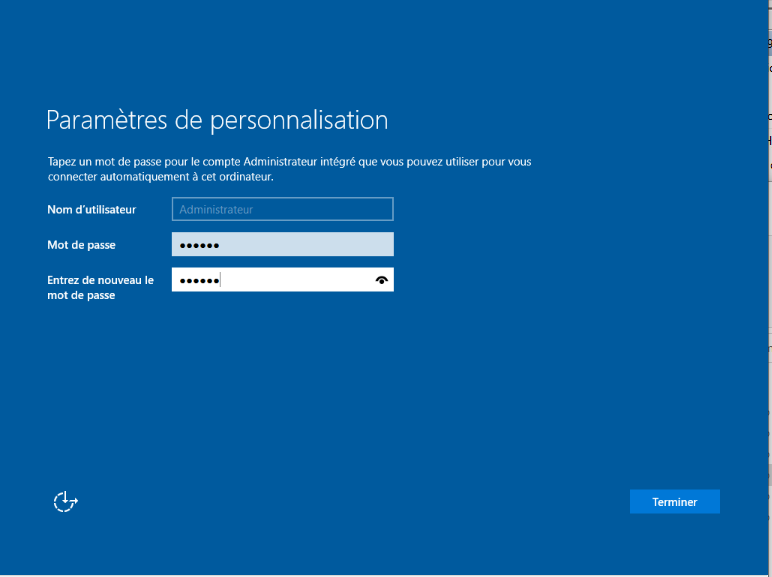 Paramètres de personnalisation
Tapez un mot de passe pour le compte Administrateur intégré que vous pouvez utiliser pour vous
connecter automatiquement à cet ordinateur.
Nom d'utilisateur
Administrateur
Mot de passe
••••••
Entrez de nouveau le
mot de passe
••••••
Terminer